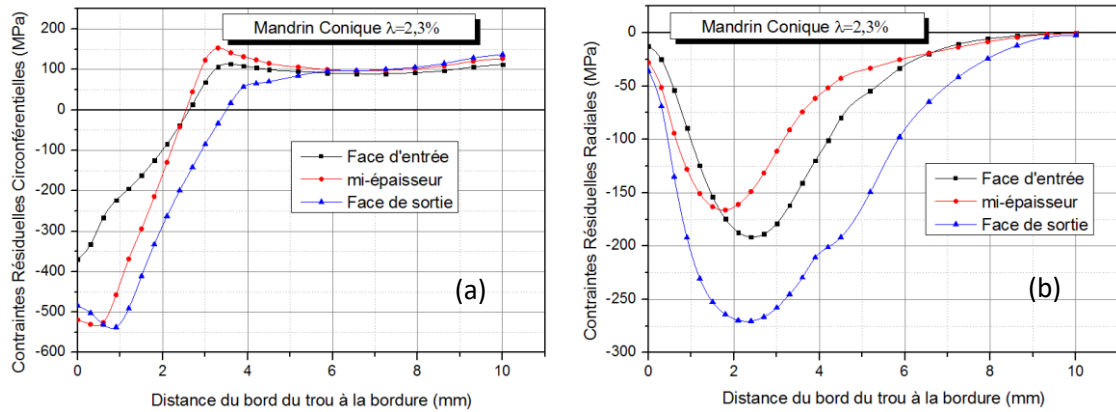 (a)
Contraintes Résiduelles Circonférentielles (MPa)
200
150
100
50
0
100
200
300
-400
-500
-600
Mandrin Conique λ=2,3%
Face d'entrée
mi-épaisseur
Face de sortie
(a)
0 2 4 6 8 10
Distance du bord du trou à la bordure (mm)
(b)
Contraintes Résiduelles Radiales (MPa)
0
-50
-100
-150
-200
-250
-300
Mandrin Conique λ=2,3%
Face d'entrée
mi-épaisseur
Face de sortie
(b)
0 2 4 6 8 10
Distance du bord du trou à la bordure (mm)